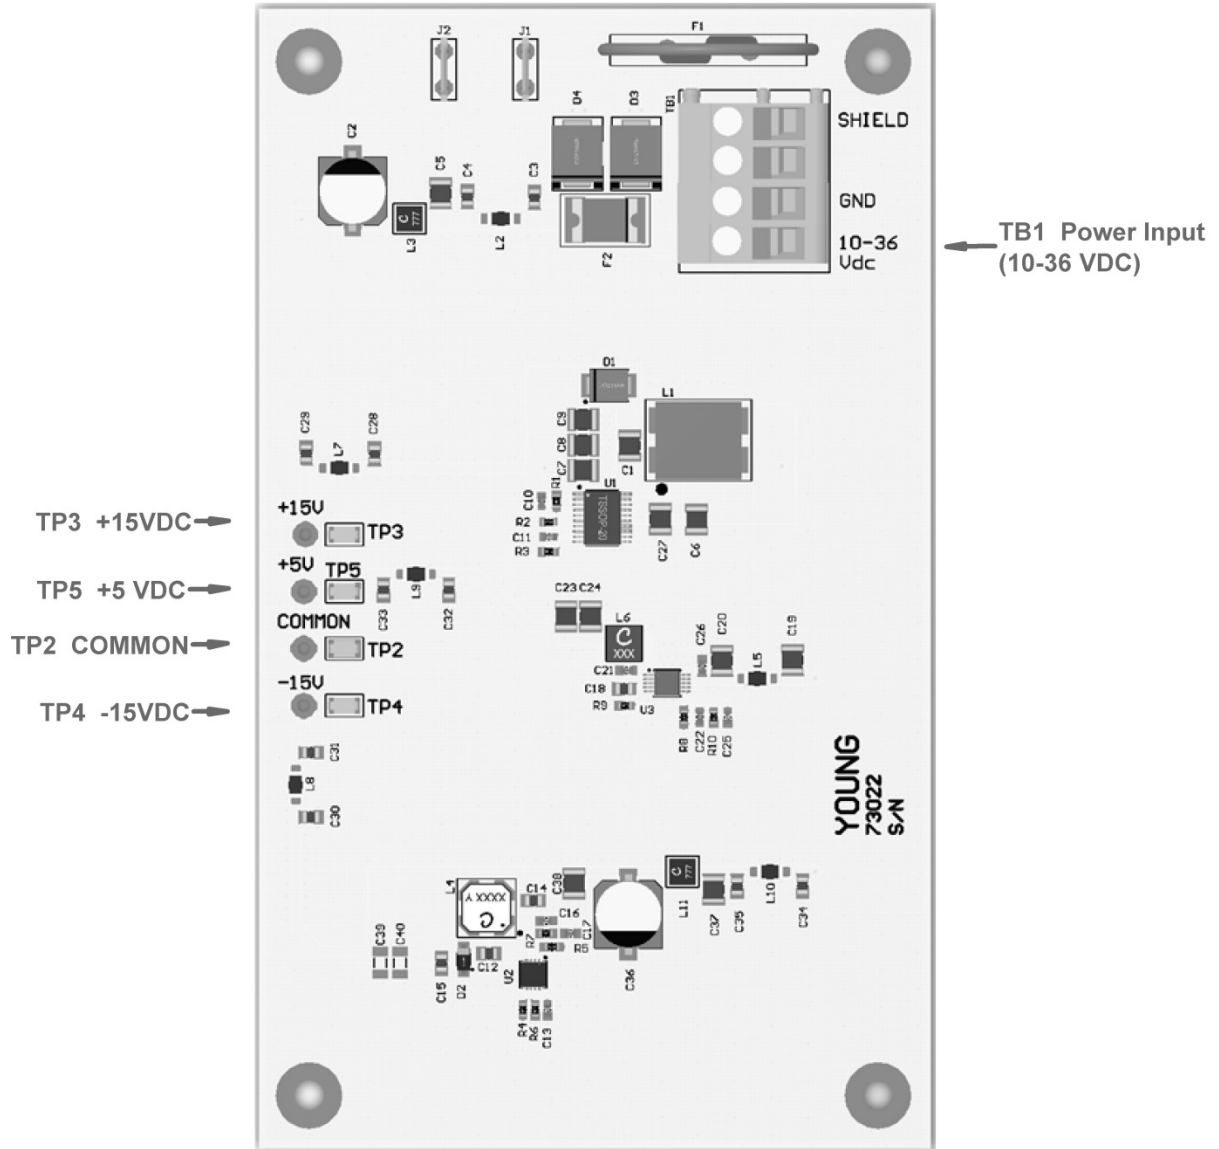 J2
J1
F1
D4
D3
TB1
SHIELD
C2
C5
C4
C3
GND
C
777
L3
L2
F2
10-36
Vdc
TB1 Power Input
(10-36 VDC)
D1
L1
C29
L7
C28
C9
C8
C7
C1
U1
+15V
C10
R1
TSSOP-20
TP3 +15VDC
TP3
R2
C11
R3
C27
C6
+5V
TP5
TP5 +5 VDC
L9
C33
C32
C23
C24
COMMON
L6
C
XXX
C26
C20
C19
TP2 COMMON
TP2
L5
C21
-15V
C18
R9
U3
TP4 -15VDC
TP4
R8
C22
R10
C25
C31
L8
C30
YOUNG
73022
S/N
L4
XXXX Y
C
C14
C38
C
777
L10
L11
C37
C35
C34
C16
R7
C17
R5
C39
C40
C15
D2
C12
U2
C36
R4
R6
C13